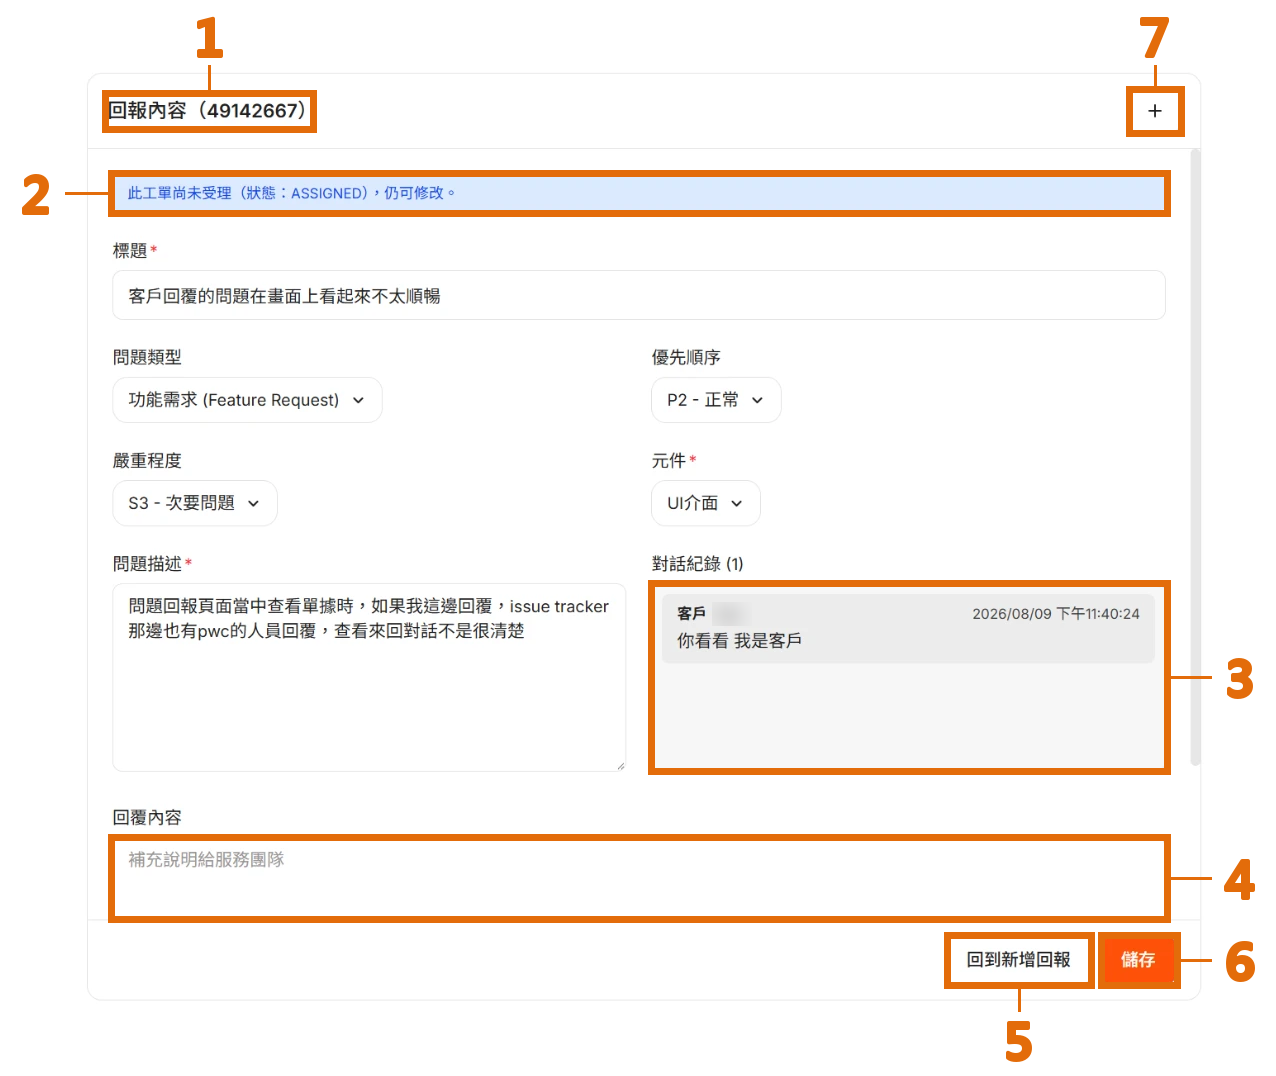 1
7
回報內容（49142667）
+
2
此工單尚未受理（狀態：ASSIGNED），仍可修改。
標題*
客戶回覆的問題在畫面上看起來不太順暢
問題類型
優先順序
功能需求 (Feature Request)
P2 - 正常
嚴重程度
元件*
S3 - 次要問題
UI介面
問題描述*
對話紀錄 (1)
問題回報頁面當中查看單據時，如果我這邊回覆，issue tracker
那邊也有pwc的人員回覆，查看來回對話不是很清楚
客戶
2026/08/09 下午11:40:24
你看看 我是客戶
3
回覆內容
補充說明給服務團隊
4
回到新增回報
儲存
6
5